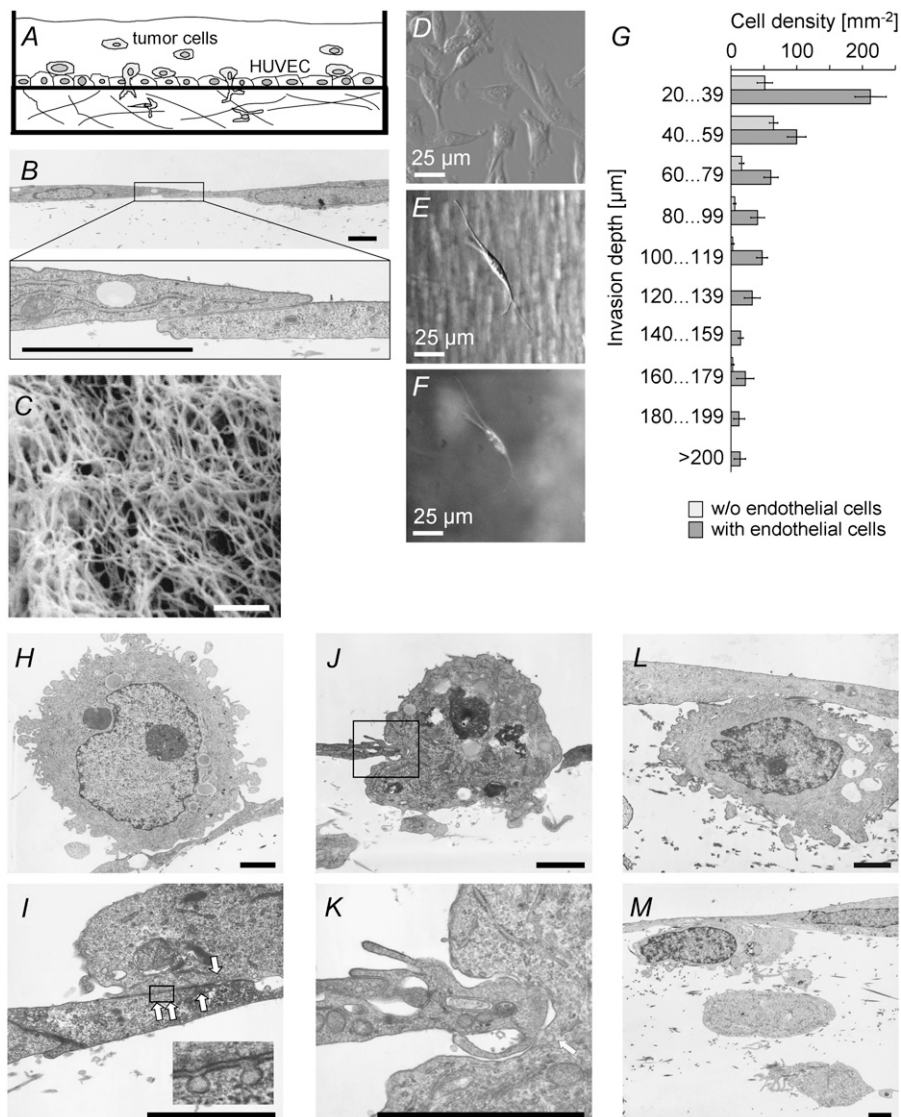 A
tumor cells
HUVEC
B
C
D
25 µm
E
25 µm
F
25 µm
G
Cell density [mm-2]
0 100 200
Invasion depth [µm]
20...39
40...59
60...79
80...99
100...119
120...139
140...159
160...179
180...199
>200
w/o endothelial cells
with endothelial cells
H
J
L
I
K
M